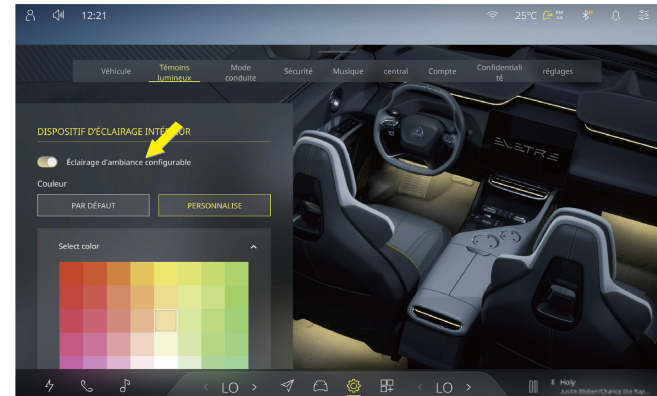 12:21
25°C
Véhicule
Témoins
lumineux
Mode
conduite
Sécurité
Musique
central
Compte
Confidentiali
té
réglages
DISPOSITIF D'ÉCLAIRAGE INTÉRIEUR
Éclairage d'ambiance configurable
Couleur
PAR DÉFAUT
PERSONNALISE
Select color
ELETRE
< LO >
< LO >
Holy
Justin Bieber/Chance the Rap...